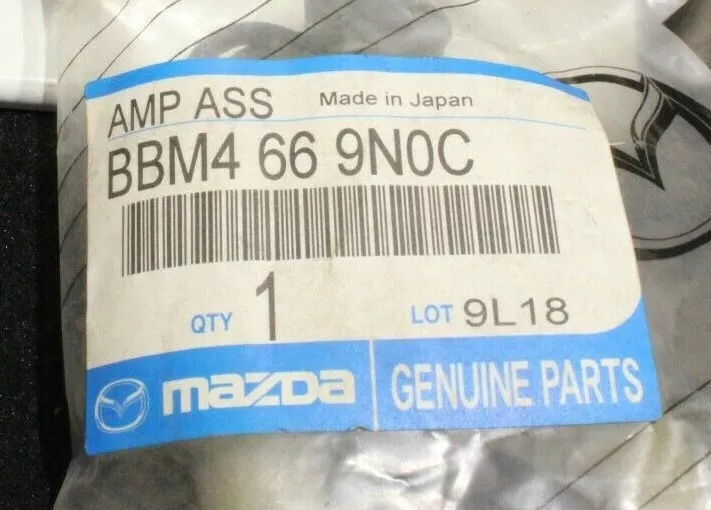 AMP ASS Made in Japan
BBM4 66 9N0C
QTY 1 LOT 9L18
mazda GENUINE PARTS